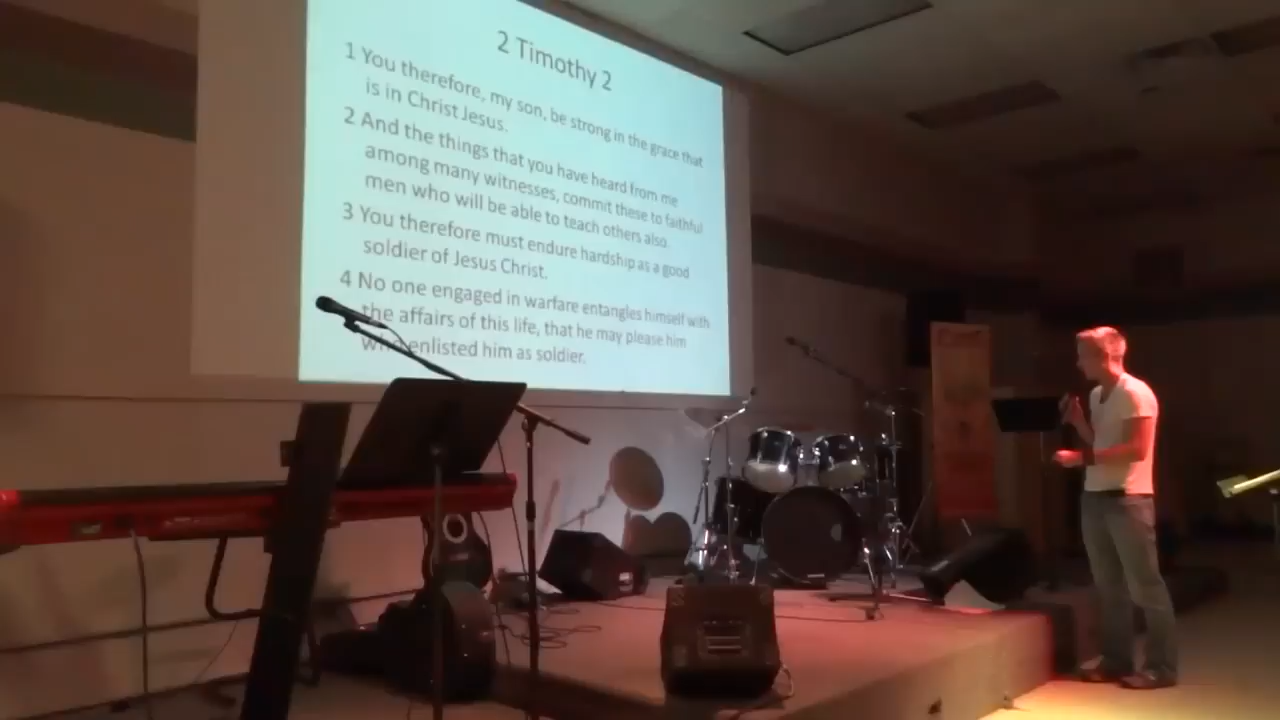 2 Timothy 2
1 You therefore, my son, be strong in the grace that
is in Christ Jesus.
2 And the things that you have heard from me
among many witnesses, commit these to faithful
men who will be able to teach others also.
3 You therefore must endure hardship as a good
soldier of Jesus Christ.
4 No one engaged in warfare entangles himself with
the affairs of this life, that he may please him
who enlisted him as soldier.